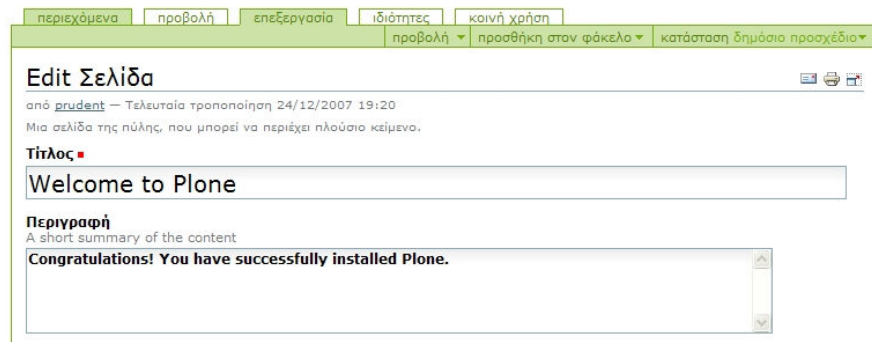 περιεχόμενα προβολή επεξεργασία ιδιότητες κοινή χρήση
προβολή προσθήκη στον φάκελο κατάσταση δημόσιο προσχέδιο
Edit Σελίδα
από prudent — Τελευταία τροποποίηση 24/12/2007 19:20
Μια σελίδα της πύλης, που μπορεί να περιέχει πλούσιο κείμενο.
Τίτλος
Welcome to Plone
Περιγραφή
A short summary of the content
Congratulations! You have successfully installed Plone.